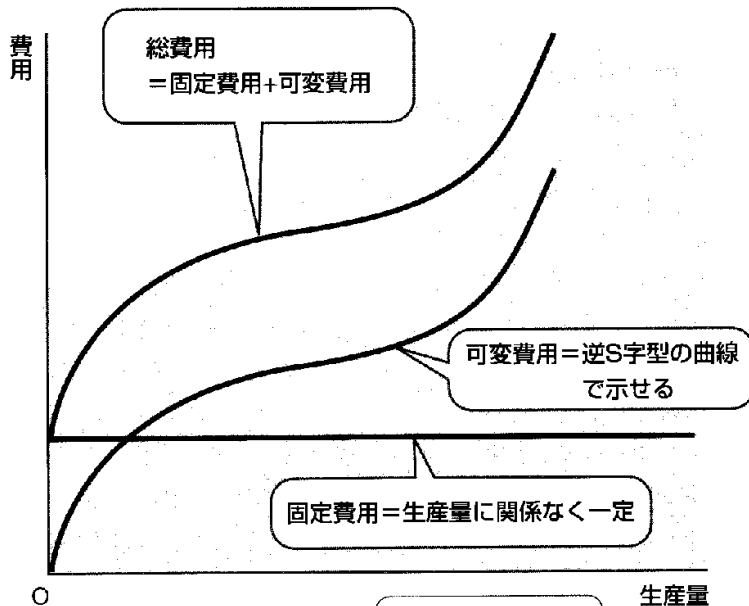 費用
総費用
＝固定費用+可変費用
可変費用＝逆S字型の曲線
で示せる
固定費用＝生産量に関係なく一定
O
生産量